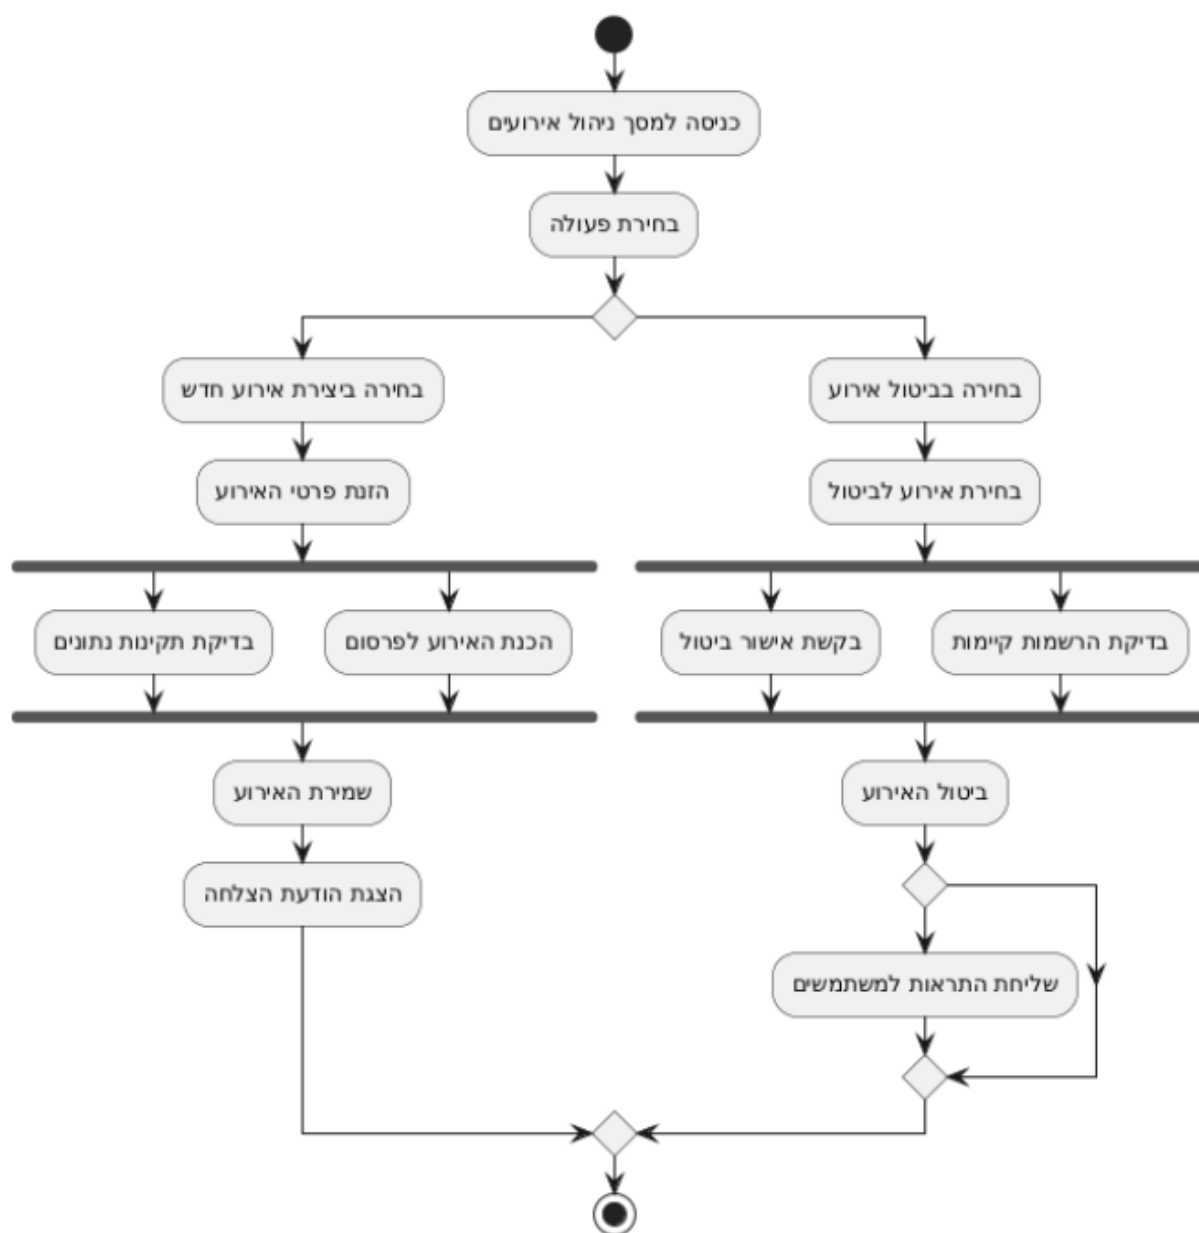 כניסה למסך ניהול אירועים
בחירת פעולה
בחירה ביצירת אירוע חדש
הזנת פרטי האירוע
בדיקת תקינות נתונים
הכנת האירוע לפרסום
שמירת האירוע
הצגת הודעת הצלחה
בחירה בביטול אירוע
בחירת אירוע לביטול
בקשת אישור ביטול
בדיקת הרשמות קיימות
ביטול האירוע
שליחת התראות למשתמשים